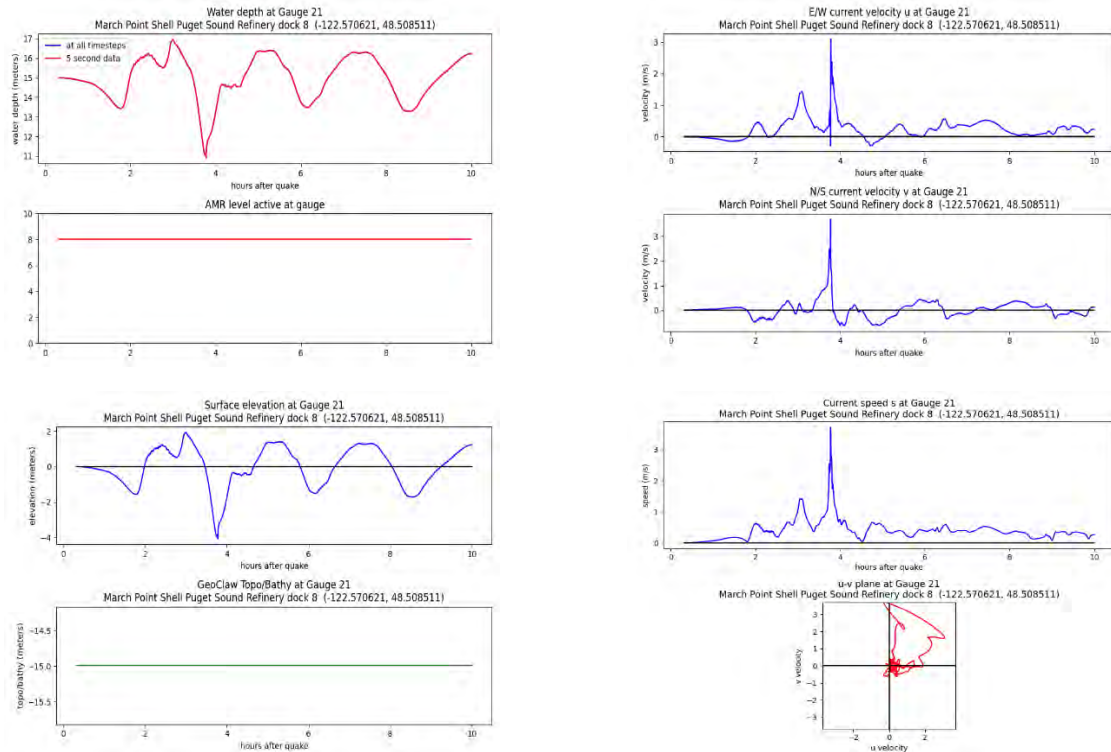 Water depth at Gauge 21
March Point Shell Puget Sound Refinery dock 8 (-122.570621, 48.508511)
at all timesteps
5 second data
17
16
15
14
13
12
11
water depth (meters)
0 2 4 6 8 10
hours after quake
AMR level active at gauge
10
8
6
4
2
0
0 2 4 6 8 10
hours after quake
Surface elevation at Gauge 21
March Point Shell Puget Sound Refinery dock 8 (-122.570621, 48.508511)
2
0
−2
−4
elevation (meters)
0 2 4 6 8 10
hours after quake
GeoClaw Topo/Bathy at Gauge 21
March Point Shell Puget Sound Refinery dock 8 (-122.570621, 48.508511)
−14.5
−15.0
−15.5
topo/bathy (meters)
0 2 4 6 8 10
hours after quake
E/W current velocity u at Gauge 21
March Point Shell Puget Sound Refinery dock 8 (-122.570621, 48.508511)
3
2
1
0
velocity (m/s)
0 2 4 6 8 10
hours after quake
N/S current velocity v at Gauge 21
March Point Shell Puget Sound Refinery dock 8 (-122.570621, 48.508511)
3
2
1
0
velocity (m/s)
0 2 4 6 8 10
hours after quake
Current speed s at Gauge 21
March Point Shell Puget Sound Refinery dock 8 (-122.570621, 48.508511)
3
2
1
0
speed (m/s)
0 2 4 6 8 10
hours after quake
u-v plane at Gauge 21
March Point Shell Puget Sound Refinery dock 8 (-122.570621, 48.508511)
3
2
1
0
−1
−2
−3
v velocity
−2 0 2
u velocity